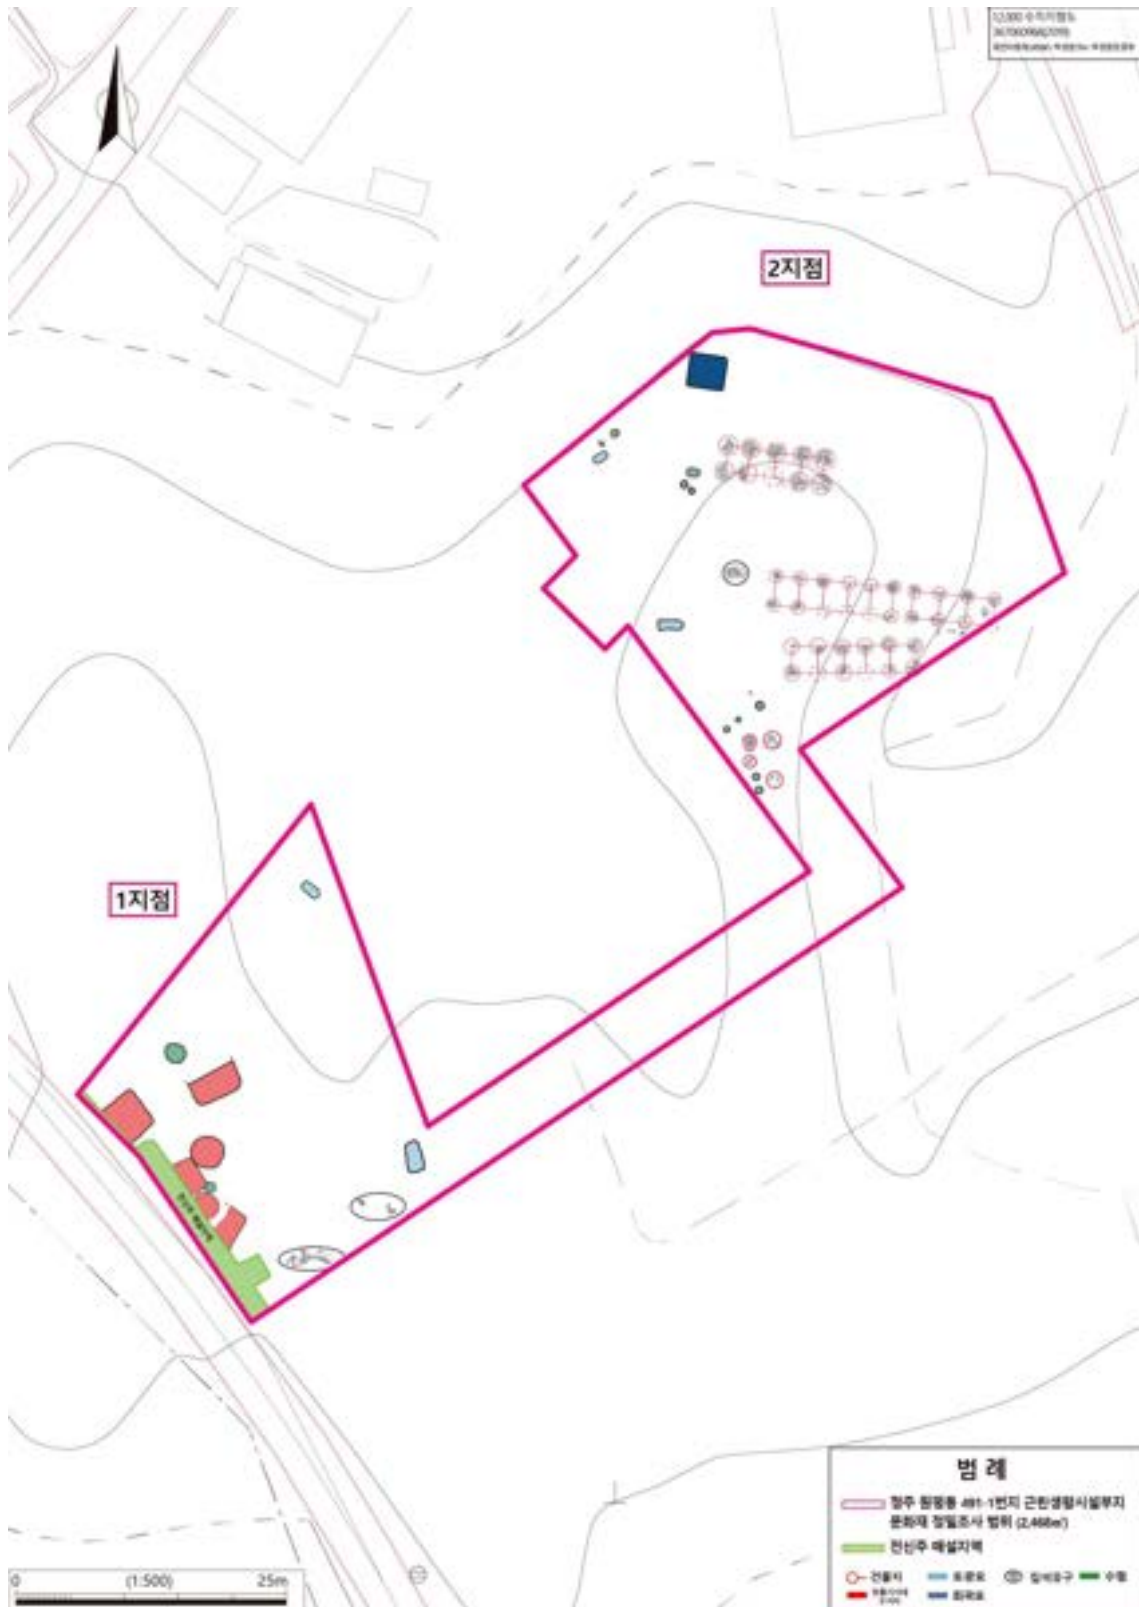 2지점
1지점
범 례
청주 원평동 491-1번지 근린생활시설부지
문화재 정밀조사 범위 (2,468㎡)
전신주 매설지역
건물지
토광묘
집석유구
수혈
회곽묘
0
(1:500)
25m